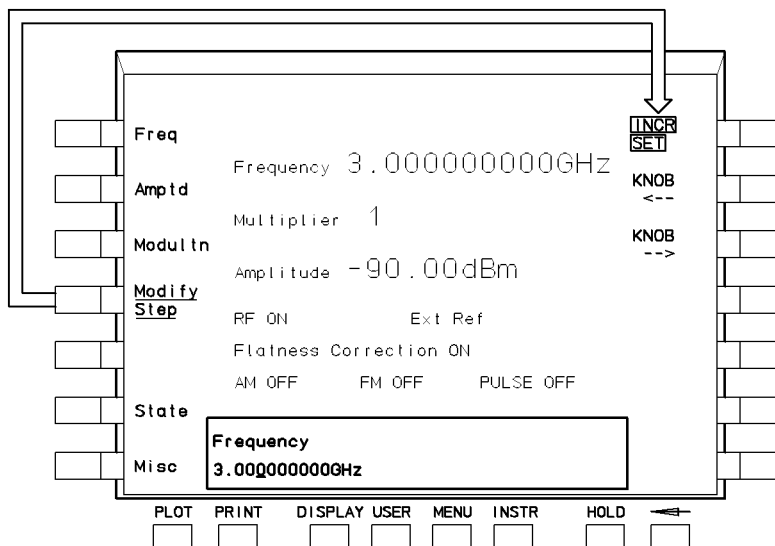 Freq
Amptd
Modultn
Modify
Step
State
Misc
Frequency 3.000000000GHz
Multiplier 1
Amplitude -90.00dBm
RF ON Ext Ref
Flatness Correction ON
AM OFF FM OFF PULSE OFF
Frequency
3.000000000GHz
INCR
SET
KNOB
<--
KNOB
-->
PLOT PRINT DISPLAY USER MENU INSTR HOLD